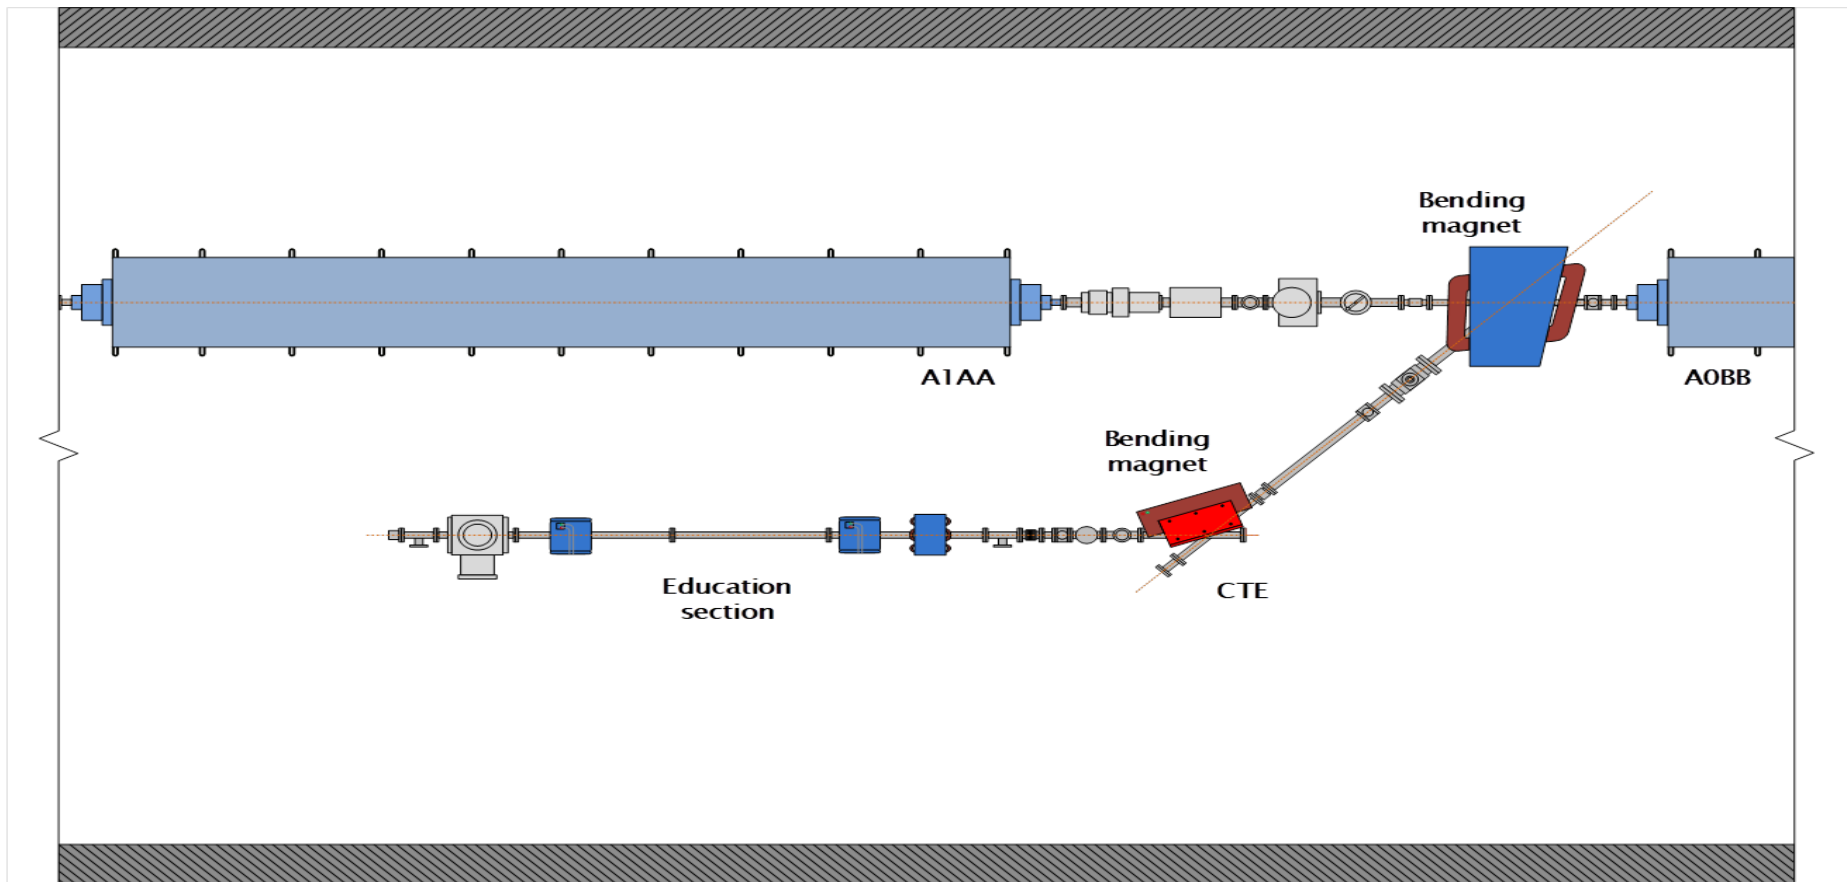 Bending
magnet
A1AA
A0BB
Bending
magnet
Education
section
CTE